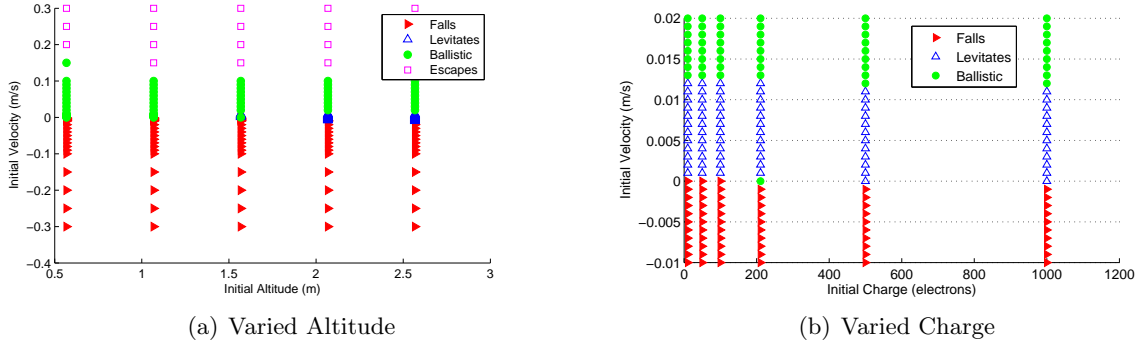 0.3
0.2
0.1
0
−0.1
−0.2
−0.3
−0.4
0.5
1
1.5
2
2.5
3
Initial Velocity (m/s)
Initial Altitude (m)
Falls
Levitates
Ballistic
Escapes
(a) Varied Altitude
0.02
0.015
0.01
0.005
0
−0.005
−0.01
0
200
400
600
800
1000
1200
Initial Velocity (m/s)
Initial Charge (electrons)
Falls
Levitates
Ballistic
(b) Varied Charge